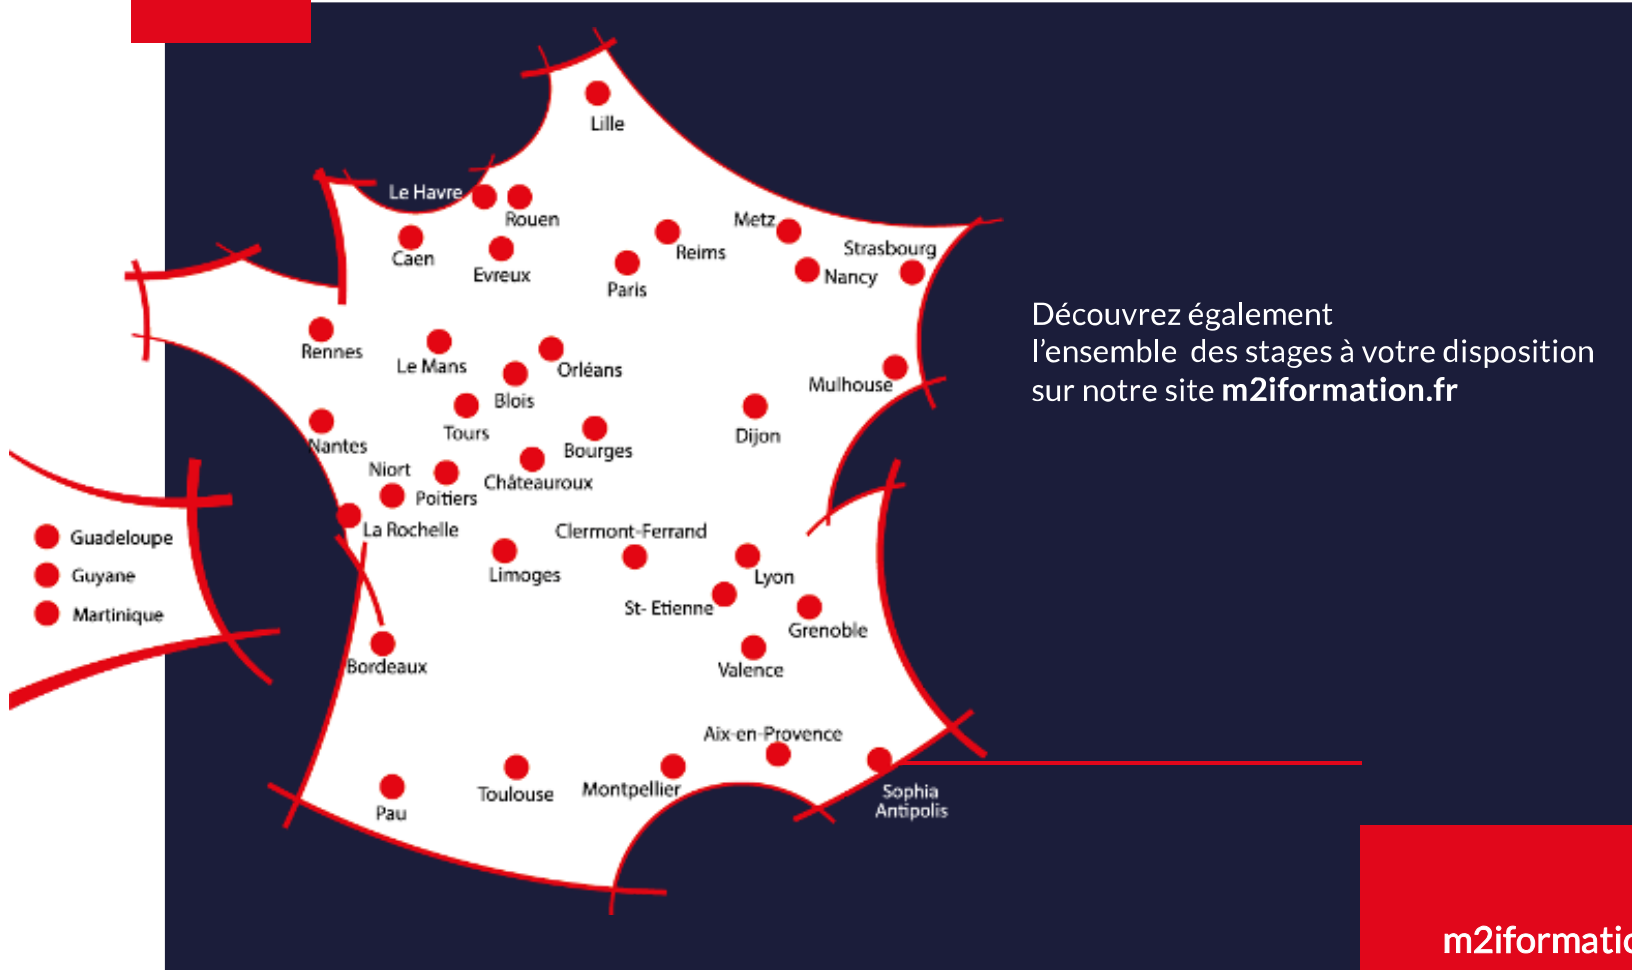 Lille
Le Havre
Rouen
Metz
Strasbourg
Caen
Evreux
Reims
Paris
Nancy
Découvrez également
l'ensemble des stages à votre disposition
sur notre site m2iformation.fr
Rennes
Le Mans
Orléans
Mulhouse
Blois
Tours
Dijon
Nantes
Bourges
Niort
Châteauroux
Poitiers
La Rochelle
Clermont-Ferrand
Guadeloupe
Guyane
Martinique
Limoges
Lyon
St- Etienne
Grenoble
Bordeaux
Valence
Aix-en-Provence
Pau
Toulouse
Montpellier
Sophia
Antipolis
m2iformatio